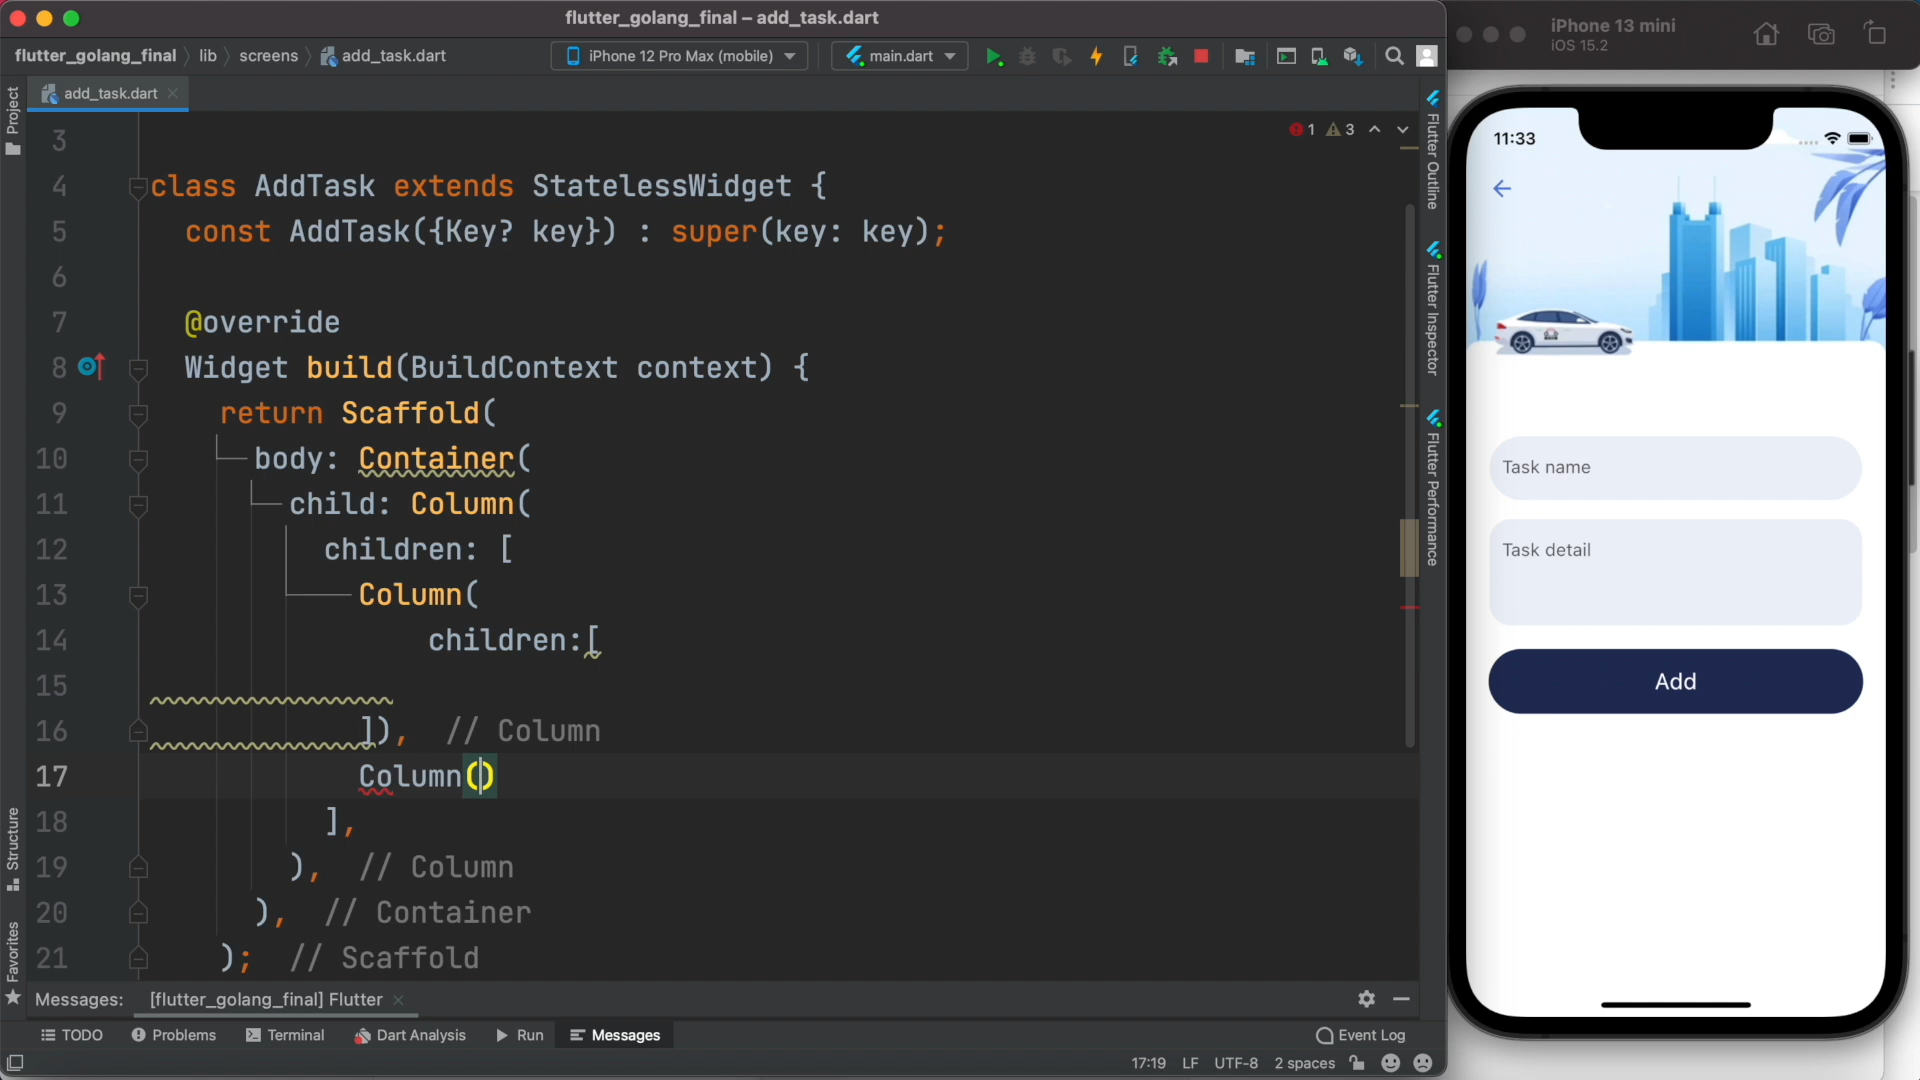 flutter_golang_final – add_task.dart
flutter_golang_final lib screens add_task.dart
iPhone 12 Pro Max (mobile)
main.dart
add_task.dart
Project
1 3
3
4 class AddTask extends StatelessWidget {
5 const AddTask({Key? key}) : super(key: key);
6
7 @override
8 Widget build(BuildContext context) {
9 return Scaffold(
10 body: Container(
11 child: Column(
12 children: [
13 Column(
14 children:[
15
16 ]), // Column
17 Column()
18 ],
19 ), // Column
20 ), // Container
21 ); // Scaffold
Structure
Favorites
Flutter Outline
Flutter Inspector
Flutter Performance
Messages: [flutter_golang_final] Flutter
TODO Problems Terminal Dart Analysis Run Messages Event Log
17:19 LF UTF-8 2 spaces
iPhone 13 mini
iOS 15.2
11:33
Task name
Task detail
Add